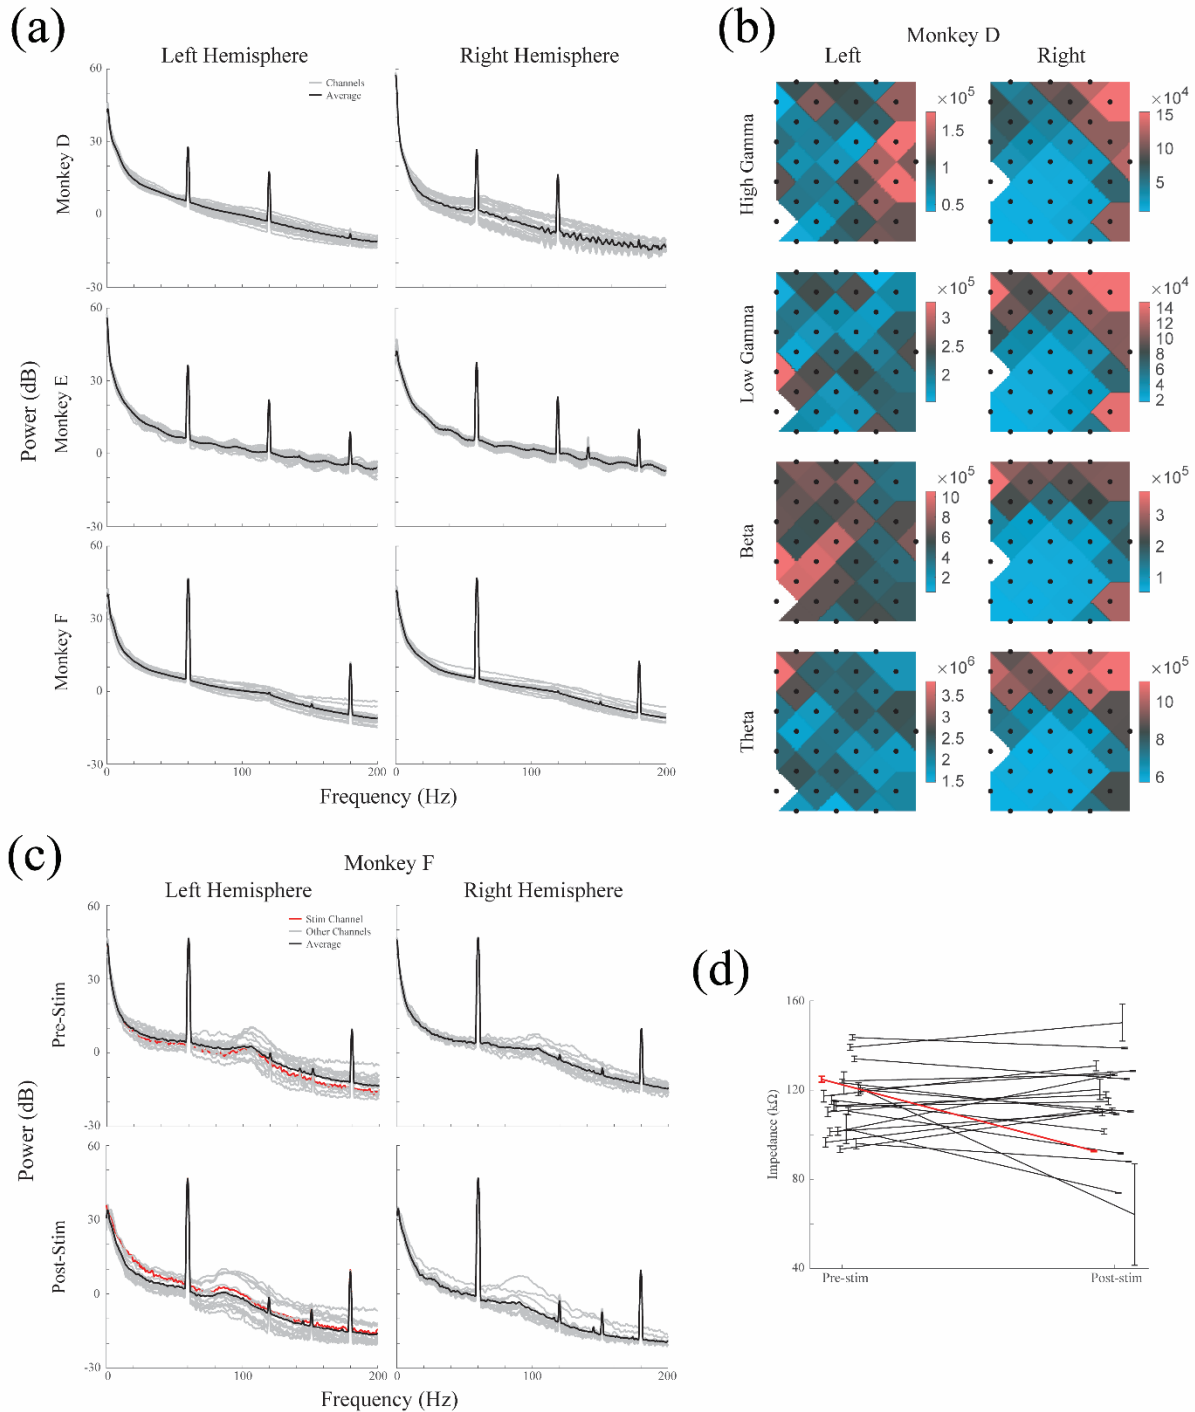 (a)
Left Hemisphere
Right Hemisphere
Channels
Average
Monkey D
Monkey E
Monkey F
Power (dB)
60
30
0
-30
60
30
0
-30
60
30
0
-30
0
100
200
0
100
200
Frequency (Hz)
(b)
Monkey D
Left
Right
High Gamma
×10^5
1.5
1
0.5
×10^4
15
10
5
Low Gamma
×10^5
3
2.5
2
×10^4
14
12
10
8
6
4
2
Beta
×10^5
10
8
6
4
2
×10^5
3
2
1
Theta
×10^6
3.5
3
2.5
2
1.5
×10^5
10
8
6
(c)
Monkey F
Left Hemisphere
Right Hemisphere
Stim Channel
Other Channels
Average
Pre-Stim
Post-Stim
Power (dB)
60
30
0
-30
60
30
0
-30
0
100
200
0
100
200
Frequency (Hz)
(d)
Impedance (kΩ)
160
120
80
40
Pre-stim
Post-stim